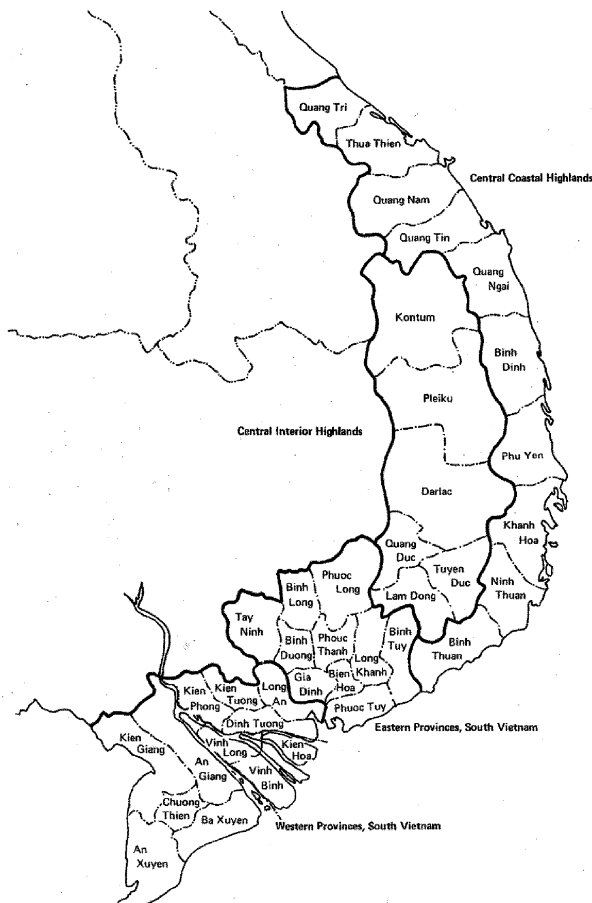 Quang Tri
Thua Thien
Central Coastal Highlands
Quang Nam
Quang Tin
Quang
Ngai
Kontum
Binh
Dinh
Pleiku
Central Interior Highlands
Phu Yen
Darlac
Khanh
Hoa
Quang
Duc
Tuyen
Duc
Ninh
Thuan
Lam Dong
Phuoc
Long
Binh
Long
Tay
Ninh
Binh
Duong
Phouc
Thanh
Long
Khanh
Binh
Tuy
Binh
Thuan
Gia
Dinh
Bien
Hoa
Phuoc Tuy
Eastern Provinces, South Vietnam
Kien
Phong
Kien
Tuong
Long
An
Dinh Tuong
Kien
Giang
Vinh
Long
Kien
Hoa
An
Giang
Vinh
Binh
Chuong
Thien
Ba Xuyen
Western Provinces, South Vietnam
An
Xuyen